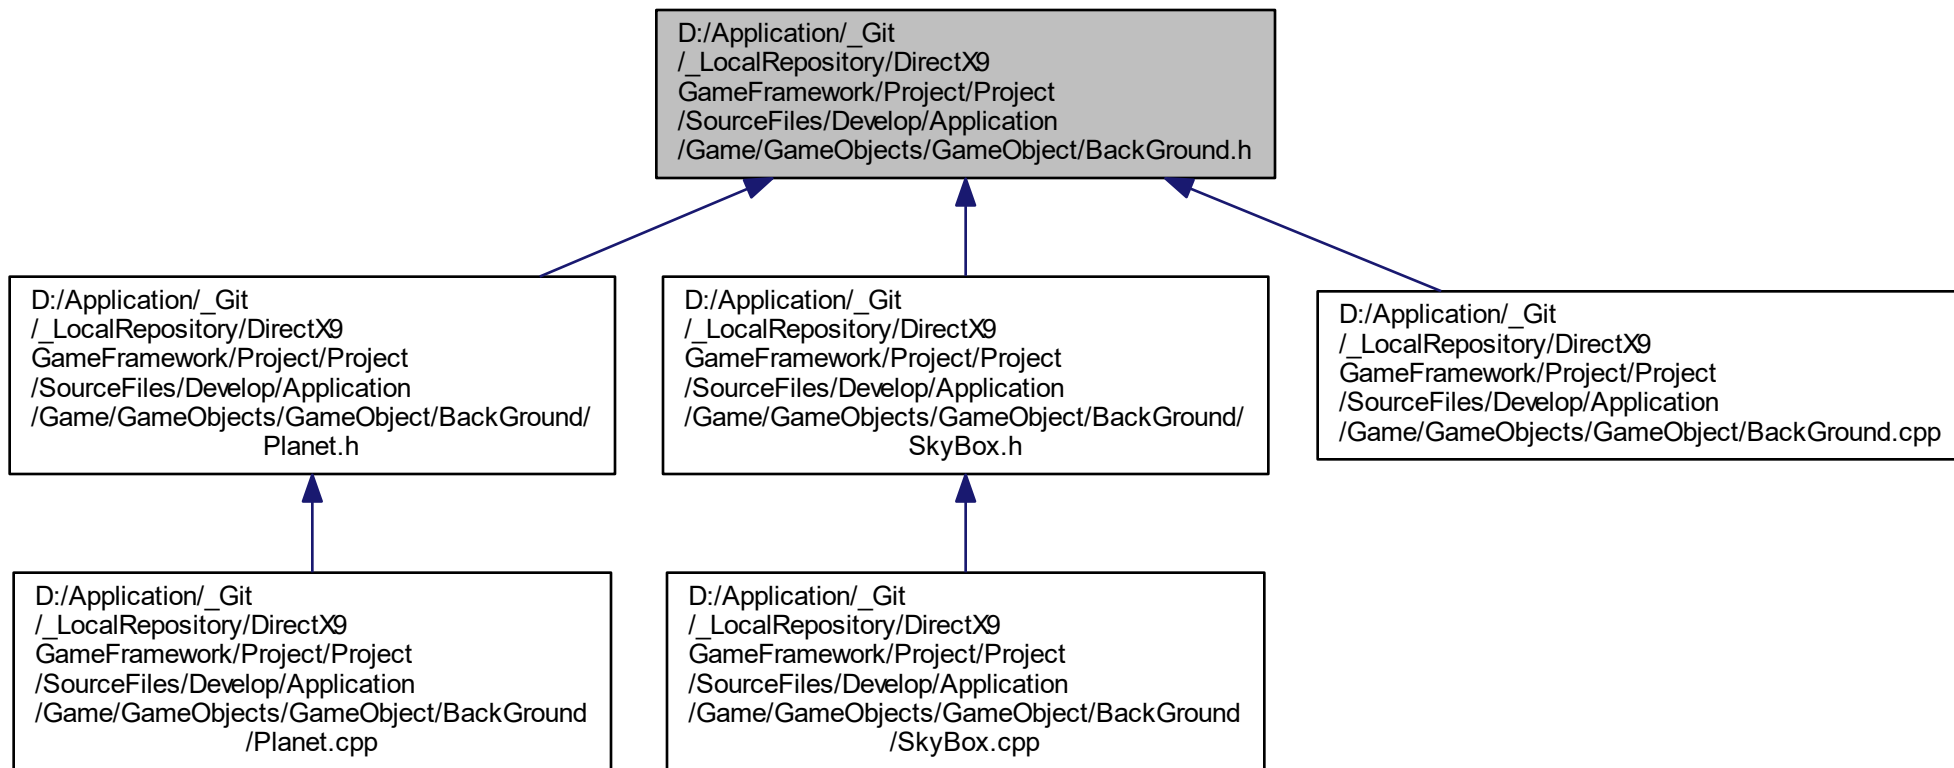 D:/Application/_Git
/_LocalRepository/DirectX9
GameFramework/Project/Project
/SourceFiles/Develop/Application
/Game/GameObjects/GameObject/BackGround.h
D:/Application/_Git
/_LocalRepository/DirectX9
GameFramework/Project/Project
/SourceFiles/Develop/Application
/Game/GameObjects/GameObject/BackGround/
Planet.h
D:/Application/_Git
/_LocalRepository/DirectX9
GameFramework/Project/Project
/SourceFiles/Develop/Application
/Game/GameObjects/GameObject/BackGround/
SkyBox.h
D:/Application/_Git
/_LocalRepository/DirectX9
GameFramework/Project/Project
/SourceFiles/Develop/Application
/Game/GameObjects/GameObject/BackGround.cpp
D:/Application/_Git
/_LocalRepository/DirectX9
GameFramework/Project/Project
/SourceFiles/Develop/Application
/Game/GameObjects/GameObject/BackGround
/Planet.cpp
D:/Application/_Git
/_LocalRepository/DirectX9
GameFramework/Project/Project
/SourceFiles/Develop/Application
/Game/GameObjects/GameObject/BackGround
/SkyBox.cpp